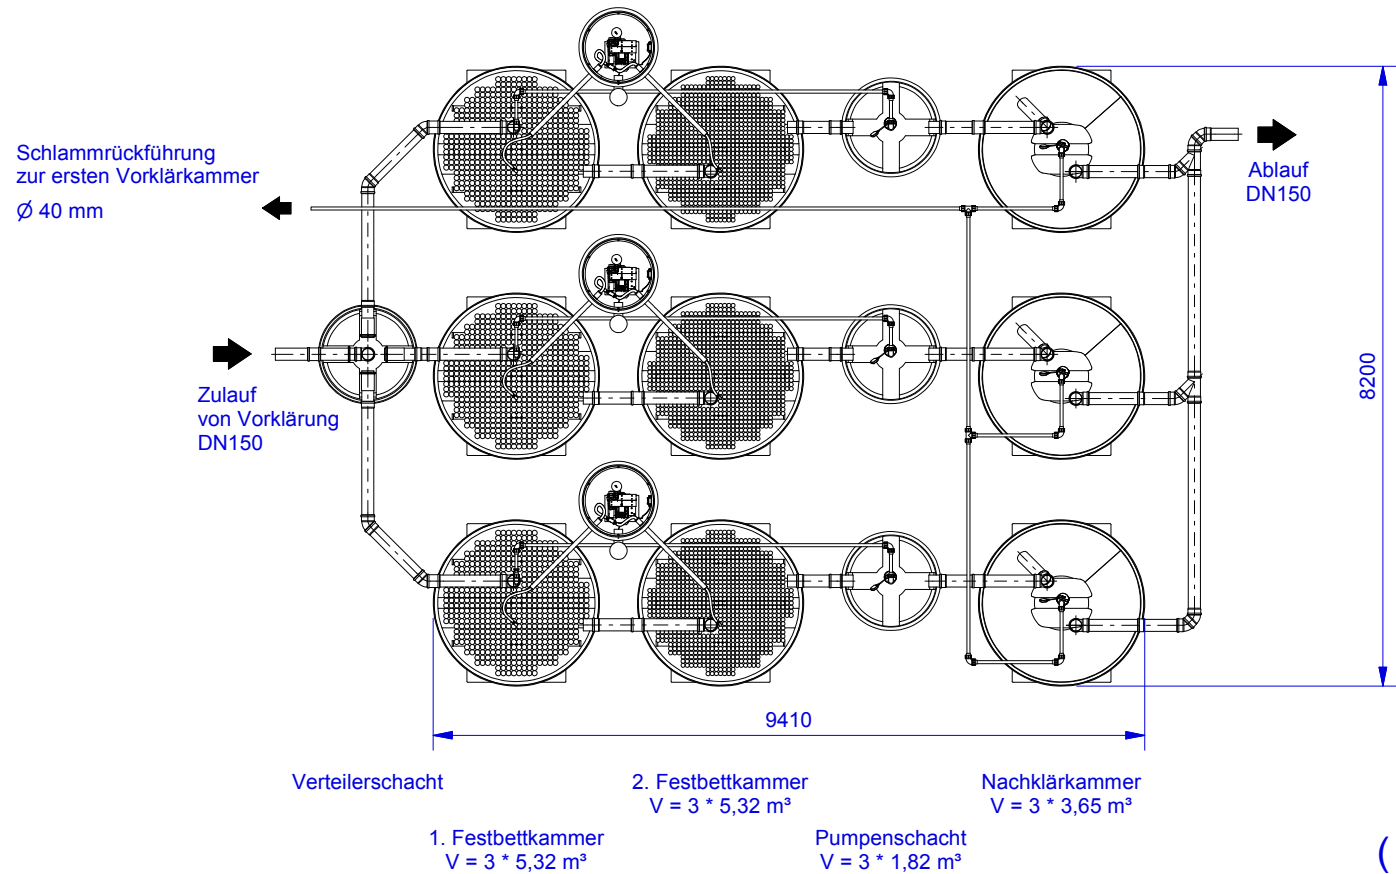 Schlammrückführung
zur ersten Vorklärkammer
Ø 40 mm
Ablauf
DN150
Zulauf
von Vorklärung
DN150
8200
9410
Verteilerschacht
2. Festbettkammer
V = 3 * 5,32 m³
Nachklärkammer
V = 3 * 3,65 m³
1. Festbettkammer
V = 3 * 5,32 m³
Pumpenschacht
V = 3 * 1,82 m³
(